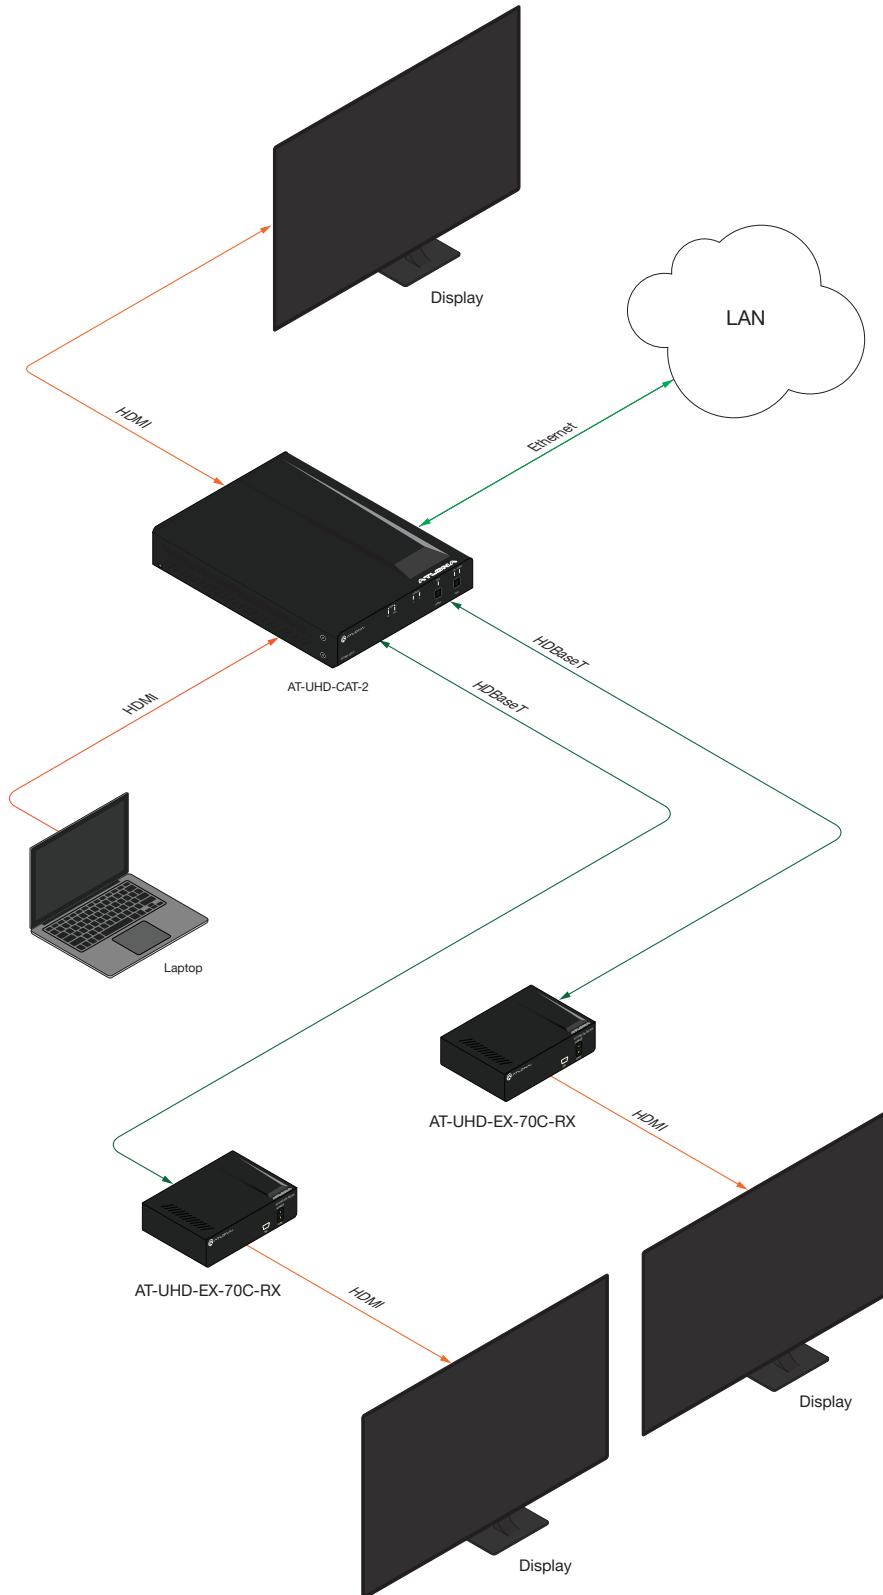 Display
LAN
HDMI
Ethernet
ATLONA
HDBaseT
HDBaseT
AT-UHD-CAT-2
HDMI
Laptop
AT-UHD-EX-70C-RX
HDMI
AT-UHD-EX-70C-RX
HDMI
Display
Display